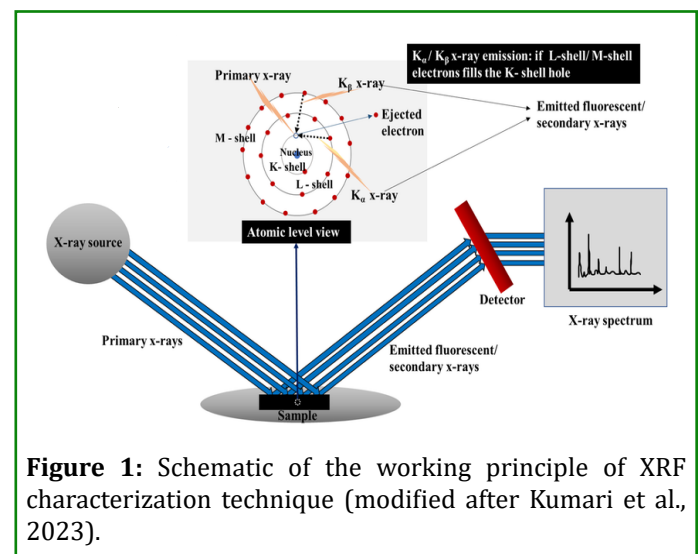 Primary x-ray
K𝛽 x-ray
Kα / Kβ x-ray emission: if L-shell/ M-shell
electrons fills the K- shell hole
Emitted fluorescent/
secondary x-rays
Ejected
electron
M - shell
Nucleus
K- shell
L - shell
Kα x-ray
Atomic level view
X-ray source
Primary x-rays
Emitted fluorescent/
secondary x-rays
Detector
X-ray spectrum
Sample
Figure 1: Schematic of the working principle of XRF
characterization technique (modified after Kumari et al.,
2023).